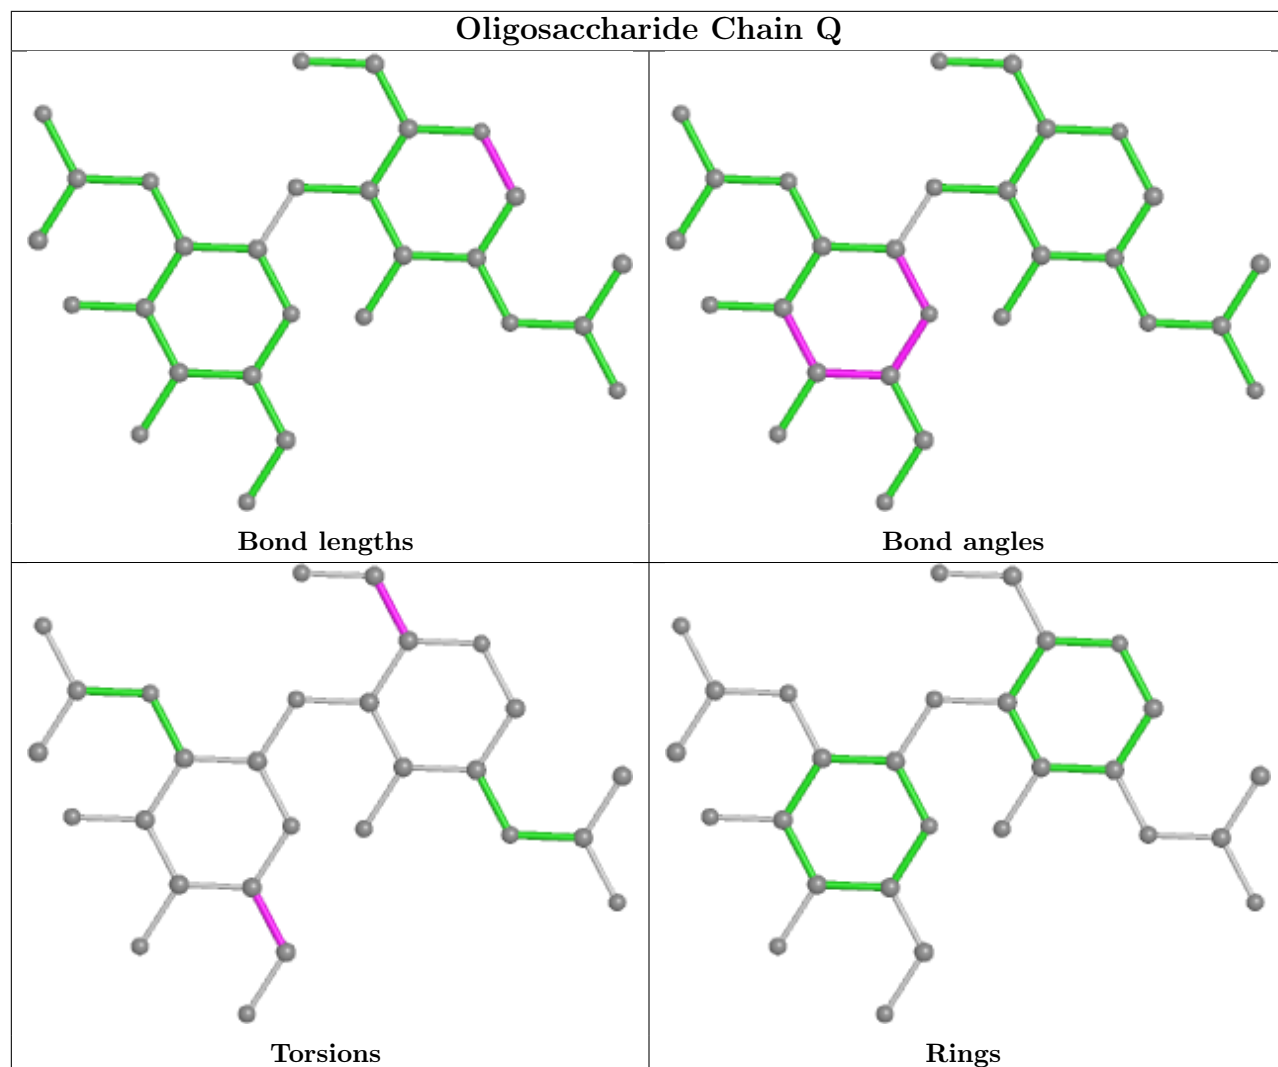 Oligosaccharide Chain Q
Bond lengths
Bond angles
Torsions
Rings